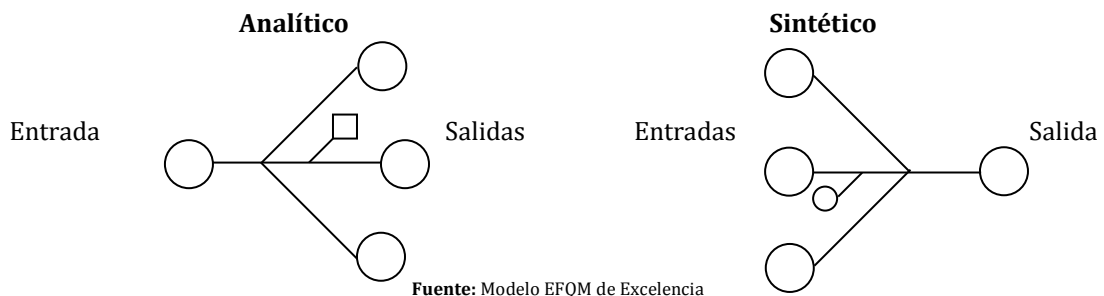 Analítico
Sintético
Entrada
Salidas
Entradas
Salida
Fuente: Modelo EFQM de Excelencia